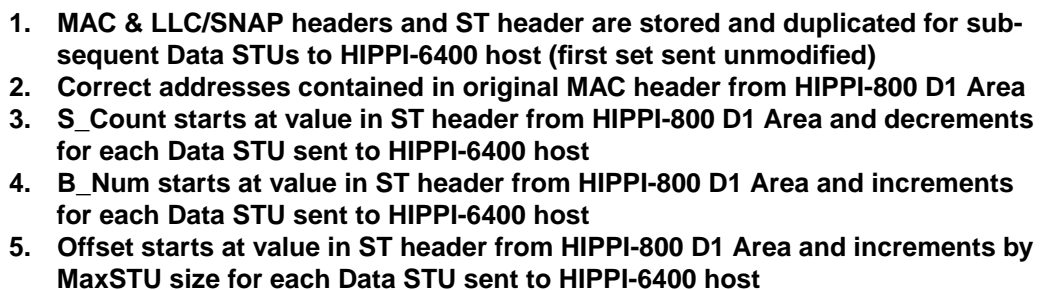 1. MAC & LLC/SNAP headers and ST header are stored and duplicated for sub-
sequent Data STUs to HIPPI-6400 host (first set sent unmodified)
2. Correct addresses contained in original MAC header from HIPPI-800 D1 Area
3. S_Count starts at value in ST header from HIPPI-800 D1 Area and decrements
for each Data STU sent to HIPPI-6400 host
4. B_Num starts at value in ST header from HIPPI-800 D1 Area and increments
for each Data STU sent to HIPPI-6400 host
5. Offset starts at value in ST header from HIPPI-800 D1 Area and increments by
MaxSTU size for each Data STU sent to HIPPI-6400 host